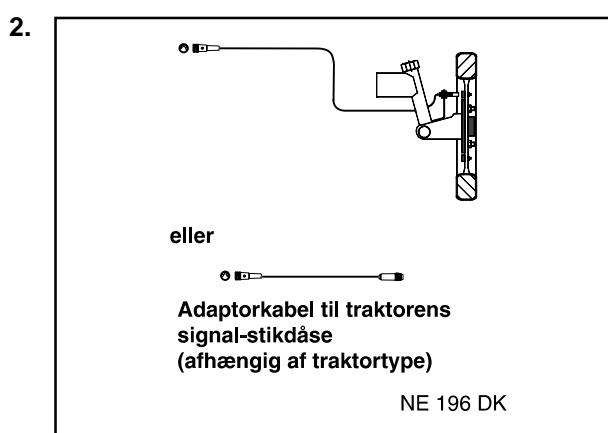 2.
eller
Adaptorkabel til traktorens
signal-stikdåse
(afhængig af traktortype)
NE 196 DK